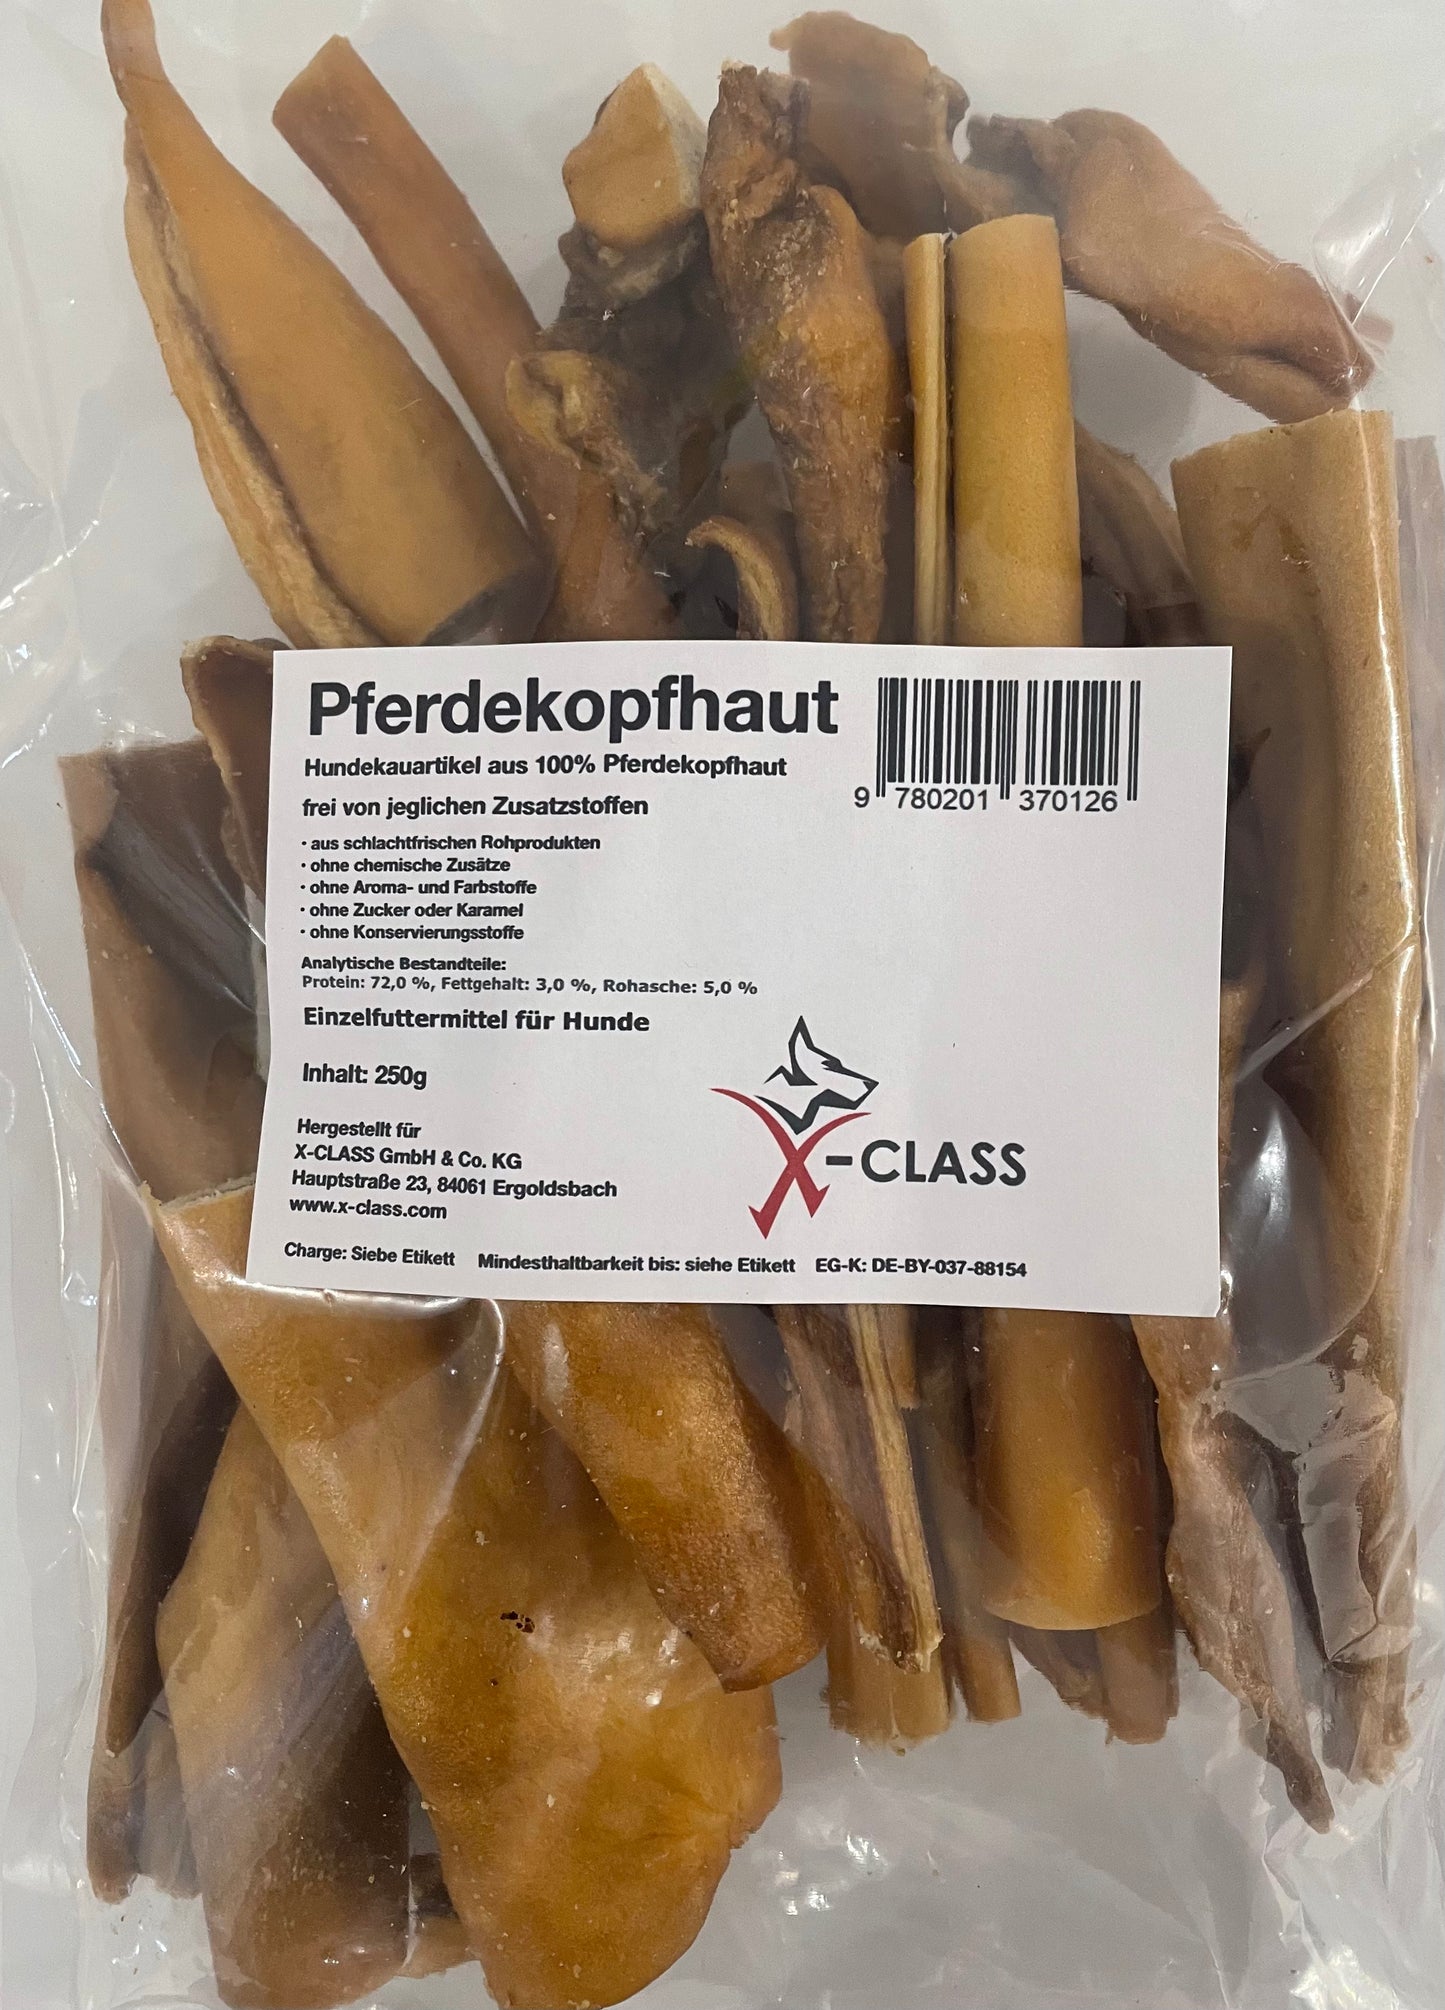 Pferdekopfhaut
Hundekauartikel aus 100% Pferdekopfhaut
frei von jeglichen Zusatzstoffen
· aus schlachtfrischen Rohprodukten
· ohne chemische Zusätze
· ohne Aroma- und Farbstoffe
· ohne Zucker oder Karamel
· ohne Konservierungsstoffe
Analytische Bestandteile:
Protein: 72,0 %, Fettgehalt: 3,0 %, Rohasche: 5,0 %
Einzelfuttermittel für Hunde
Inhalt: 250g
Hergestellt für
X-CLASS GmbH & Co. KG
Hauptstraße 23, 84061 Ergoldsbach
www.x-class.com
Charge: Siebe Etikett Mindesthaltbarkeit bis: siehe Etikett EG-K: DE-BY-037-88154
9 780201 370126
X-CLASS